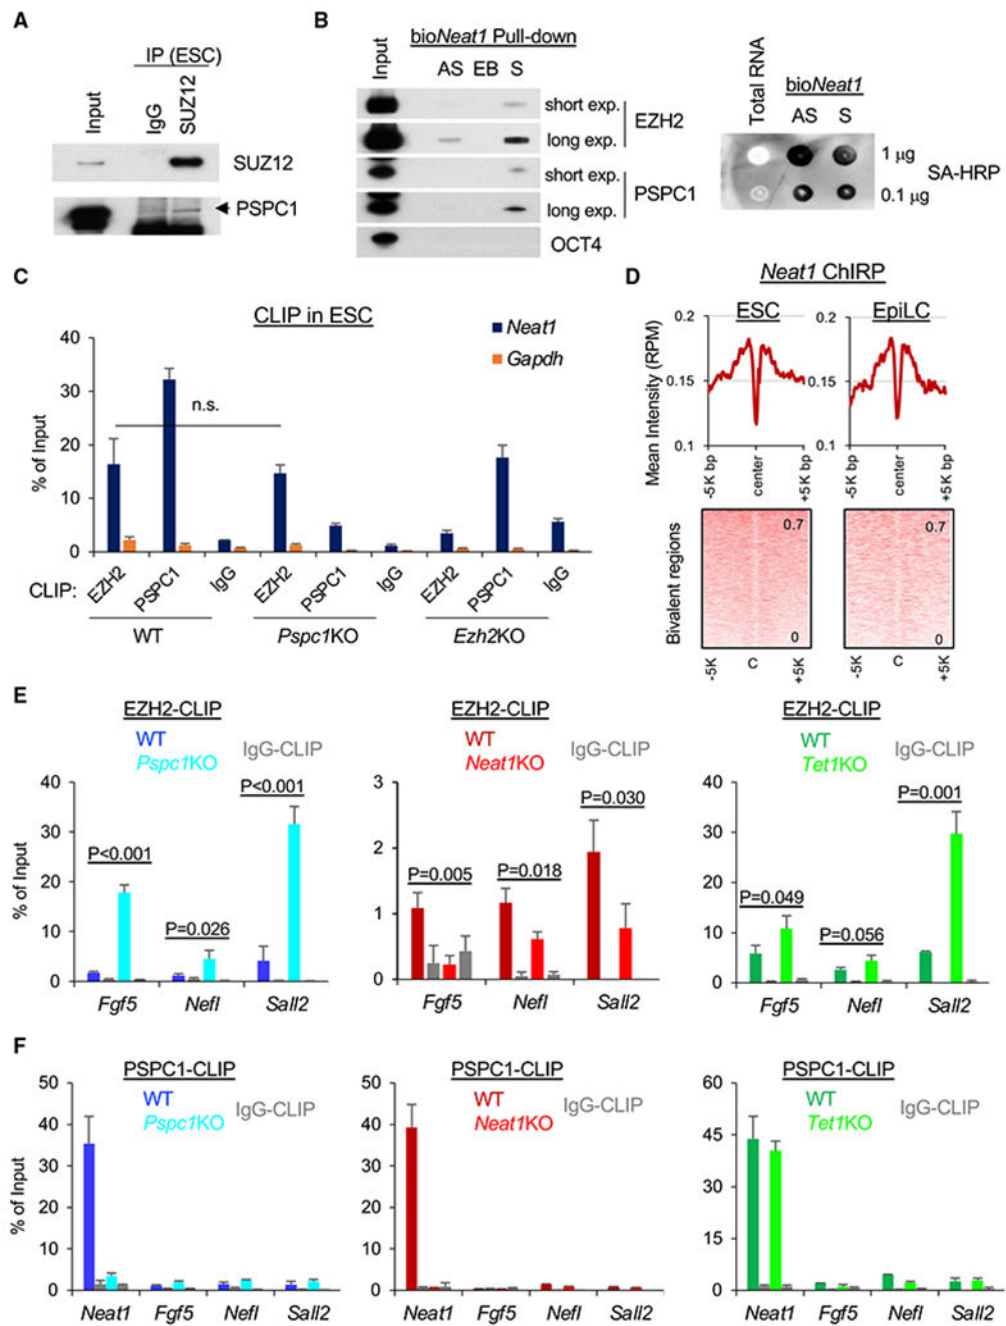 A
IP (ESC)
Input
IgG
SUZ12
SUZ12
PSPC1
B
bioNeat1 Pull-down
Input
AS EB S
short exp.
long exp.
EZH2
short exp.
long exp.
PSPC1
OCT4
Total RNA
bioNeat1
AS S
1 µg
0.1 µg
SA-HRP
C
CLIP in ESC
Neat1
Gapdh
n.s.
% of Input
40
30
20
10
0
CLIP:
EZH2 PSPC1 IgG EZH2 PSPC1 IgG EZH2 PSPC1 IgG
WT Pspc1KO Ezh2KO
D
Neat1 ChIRP
ESC EpiLC
Mean Intensity (RPM)
0.2 0.2
0.15 0.15
0.1 0.1
-5K bp center +5K bp -5K bp center +5K bp
Bivalent regions
0.7 0.7
0 0
-5K C +5K -5K C +5K
E
EZH2-CLIP
WT IgG-CLIP
Pspc1KO
P<0.001
P<0.001
P=0.026
% of Input
40
30
20
10
0
Fgf5 Nefl Sall2
EZH2-CLIP
WT IgG-CLIP
Neat1KO
P=0.030
P=0.005 P=0.018
3
2
1
0
Fgf5 Nefl Sall2
EZH2-CLIP
WT IgG-CLIP
Tet1KO
P=0.001
P=0.049
P=0.056
40
30
20
10
0
Fgf5 Nefl Sall2
F
PSPC1-CLIP
WT IgG-CLIP
Pspc1KO
% of Input
50
40
30
20
10
0
Neat1 Fgf5 Nefl Sall2
PSPC1-CLIP
WT IgG-CLIP
Neat1KO
50
40
30
20
10
0
Neat1 Fgf5 Nefl Sall2
PSPC1-CLIP
WT IgG-CLIP
Tet1KO
60
45
30
15
0
Neat1 Fgf5 Nefl Sall2